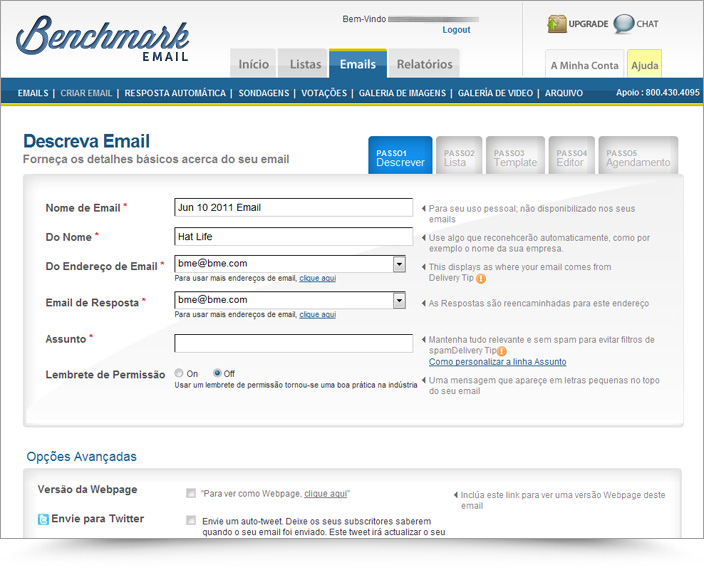 Benchmark
EMAIL
Bem-Vindo
Logout
UPGRADE
CHAT
Início
Listas
Emails
Relatórios
A Minha Conta
Ajuda
EMAILS | CRIAR EMAIL | RESPOSTA AUTOMÁTICA | SONDAGENS | VOTAÇÕES | GALERIA DE IMAGENS | GALERÍA DE VIDEO | ARQUIVO
Apoio : 800.430.4095
Descreva Email
Forneça os detalhes básicos acerca do seu email
PASSO1
Descrever
PASSO2
Lista
PASSO3
Template
PASSO4
Editor
PASSO5
Agendamento
Nome de Email *
Jun 10 2011 Email
Para seu uso pessoal; não disponibilizado nos seus
emails
Do Nome *
Hat Life
Use algo que reconehcerão automaticamente, como por
exemplo o nome da sua empresa.
Do Endereço de Email *
bme@bme.com
Para usar mais endereços de email, clique aqui
This displays as where your email comes from
Delivery Tip
Email de Resposta *
bme@bme.com
Para usar mais endereços de email, clique aqui
As Respostas são reencaminhadas para este endereço
Assunto *
Mantenha tudo relevante e sem spam para evitar filtros de
spamDelivery Tip
Como personalizar a linha Assunto
Lembrete de Permissão
On
Off
Usar um lembrete de permissão tornou-se uma boa prática na indústria
Uma mensagem que apareçe em letras pequenas no topo
do seu email
Opções Avançadas
Versão da Webpage
"Para ver como Webpage, clique aqui"
Inclúa este link para ver uma versão Webpage deste
email
Envie para Twitter
Envie um auto-tweet. Deixe os seus subscritores saberem
quando o seu email foi enviado. Este tweet irá actualizar o seu